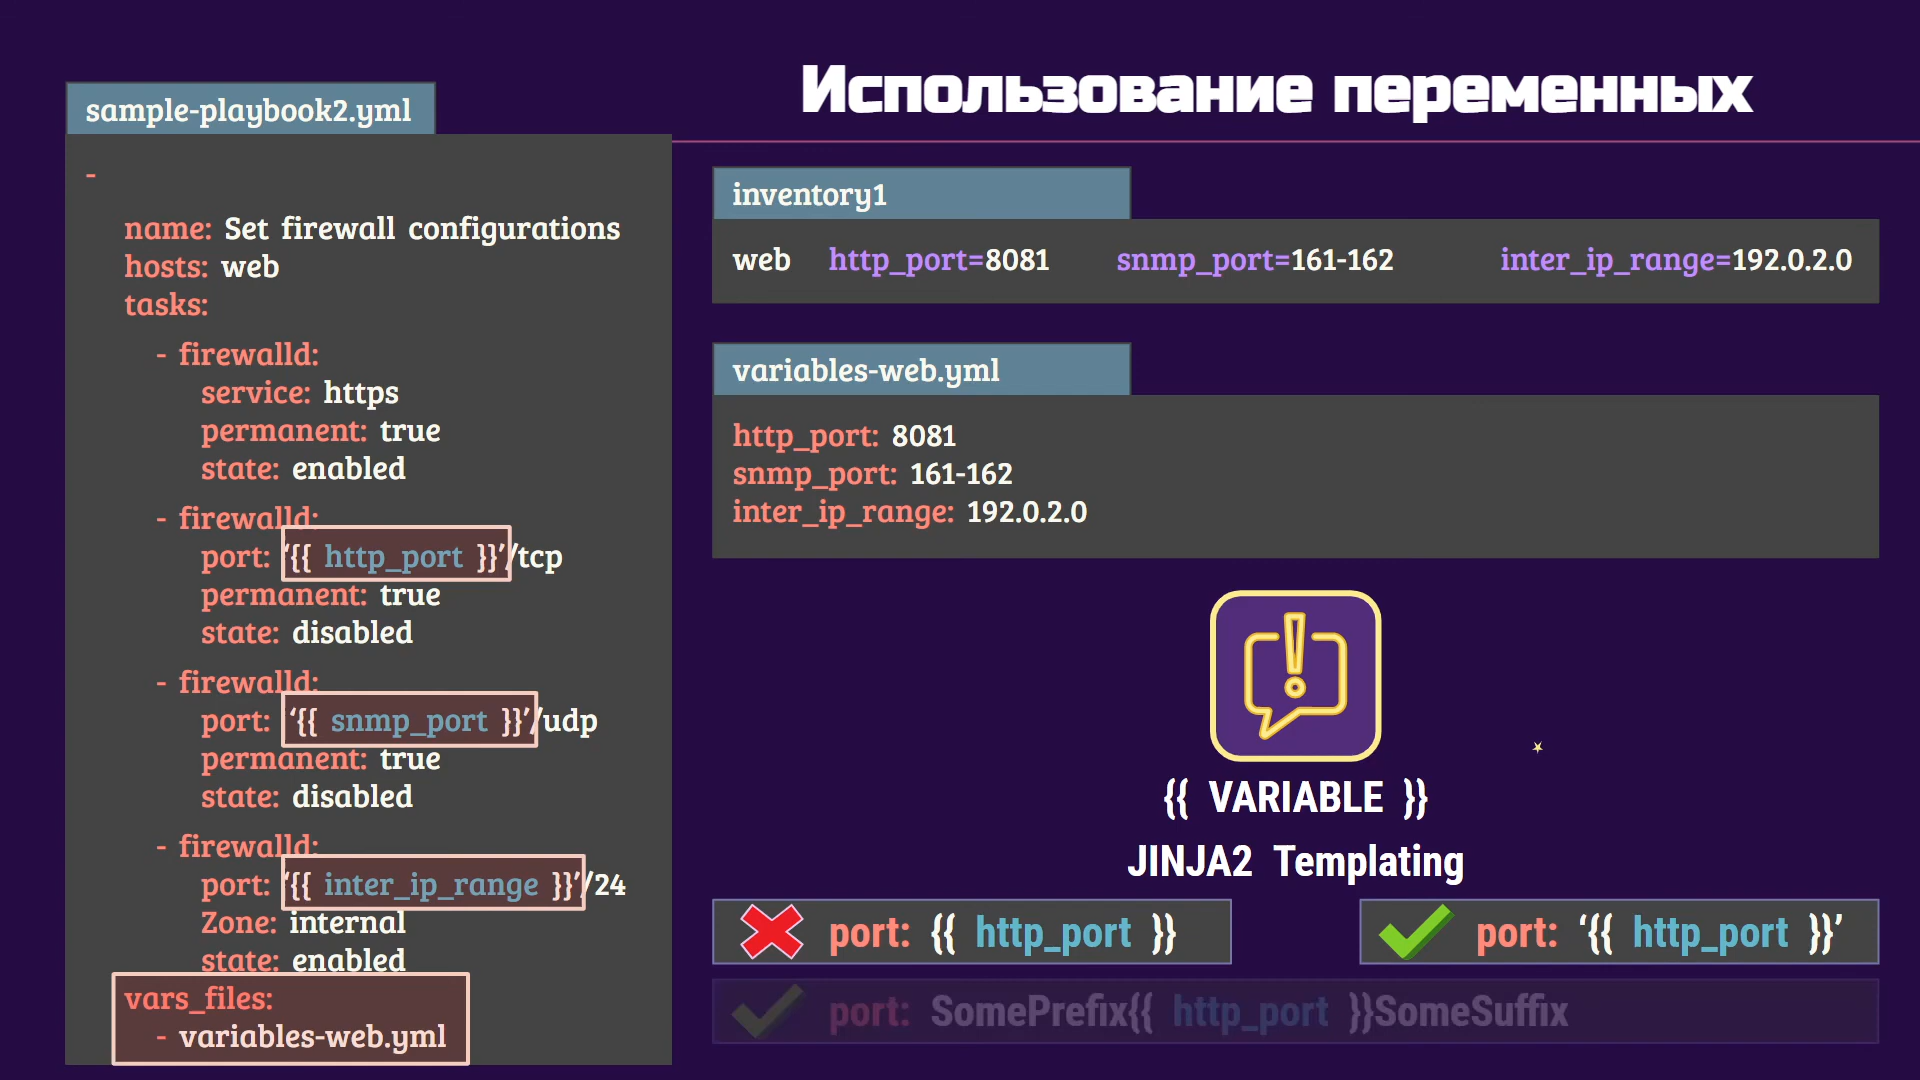 Использование переменных
sample-playbook2.yml
-
name: Set firewall configurations
hosts: web
tasks:
- firewalld:
service: https
permanent: true
state: enabled
- firewalld:
port: ‘{{ http_port }}’/tcp
permanent: true
state: disabled
- firewalld:
port: ‘{{ snmp_port }}’/udp
permanent: true
state: disabled
- firewalld:
port: ‘{{ inter_ip_range }}’/24
Zone: internal
state: enabled
vars_files:
- variables-web.yml
inventory1
web http_port=8081 snmp_port=161-162 inter_ip_range=192.0.2.0
variables-web.yml
http_port: 8081
snmp_port: 161-162
inter_ip_range: 192.0.2.0
{{ VARIABLE }}
JINJA2 Templating
port: {{ http_port }}
port: ‘{{ http_port }}’
port: SomePrefix{{ http_port }}SomeSuffix